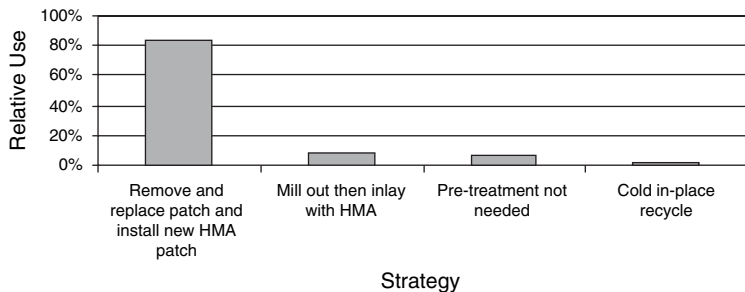 100%
80%
60%
40%
20%
0%
Relative Use
Remove and
replace patch and
install new HMA
patch
Mill out then inlay
with HMA
Pre-treatment not
needed
Cold in-place
recycle
Strategy